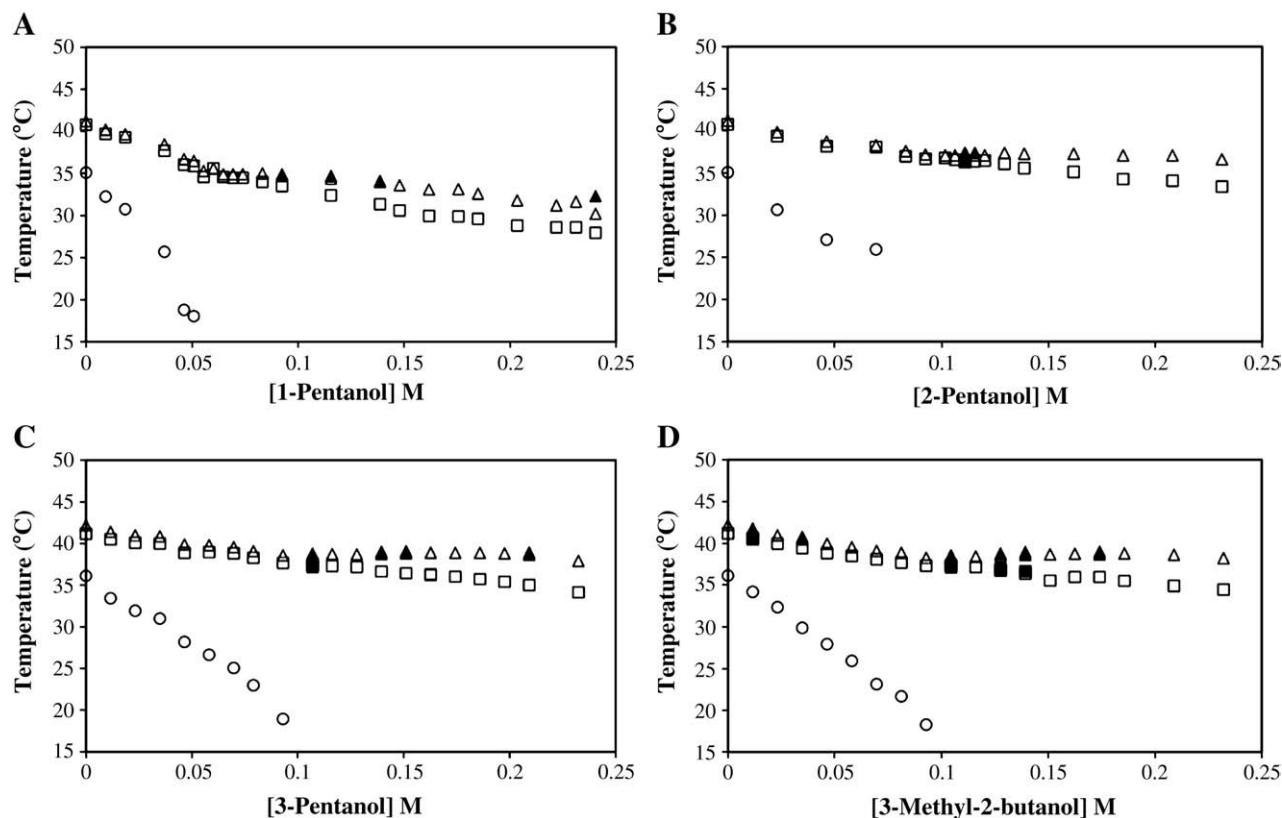 A
50
45
40
35
30
25
20
15
Temperature (°C)
0 0.05 0.1 0.15 0.2 0.25
[1-Pentanol] M
B
50
45
40
35
30
25
20
15
Temperature (°C)
0 0.05 0.1 0.15 0.2 0.25
[2-Pentanol] M
C
50
45
40
35
30
25
20
15
Temperature (°C)
0 0.05 0.1 0.15 0.2 0.25
[3-Pentanol] M
D
50
45
40
35
30
25
20
15
Temperature (°C)
0 0.05 0.1 0.15 0.2 0.25
[3-Methyl-2-butanol] M